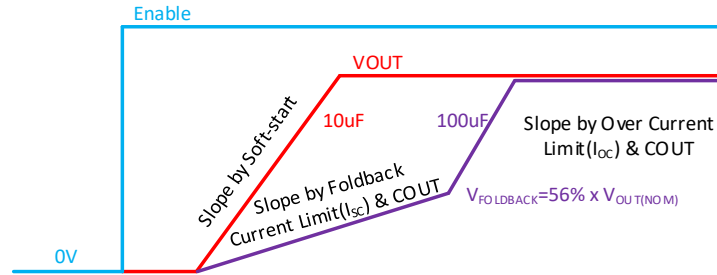 Enable
VOUT
Slope by Soft-start
10uF
100uF
Slope by Over Current
Limit(IOC) & COUT
Slope by Foldback
Current Limit(ISC) & COUT
VFOLDBACK=56% x VOUT(NOM)
0V